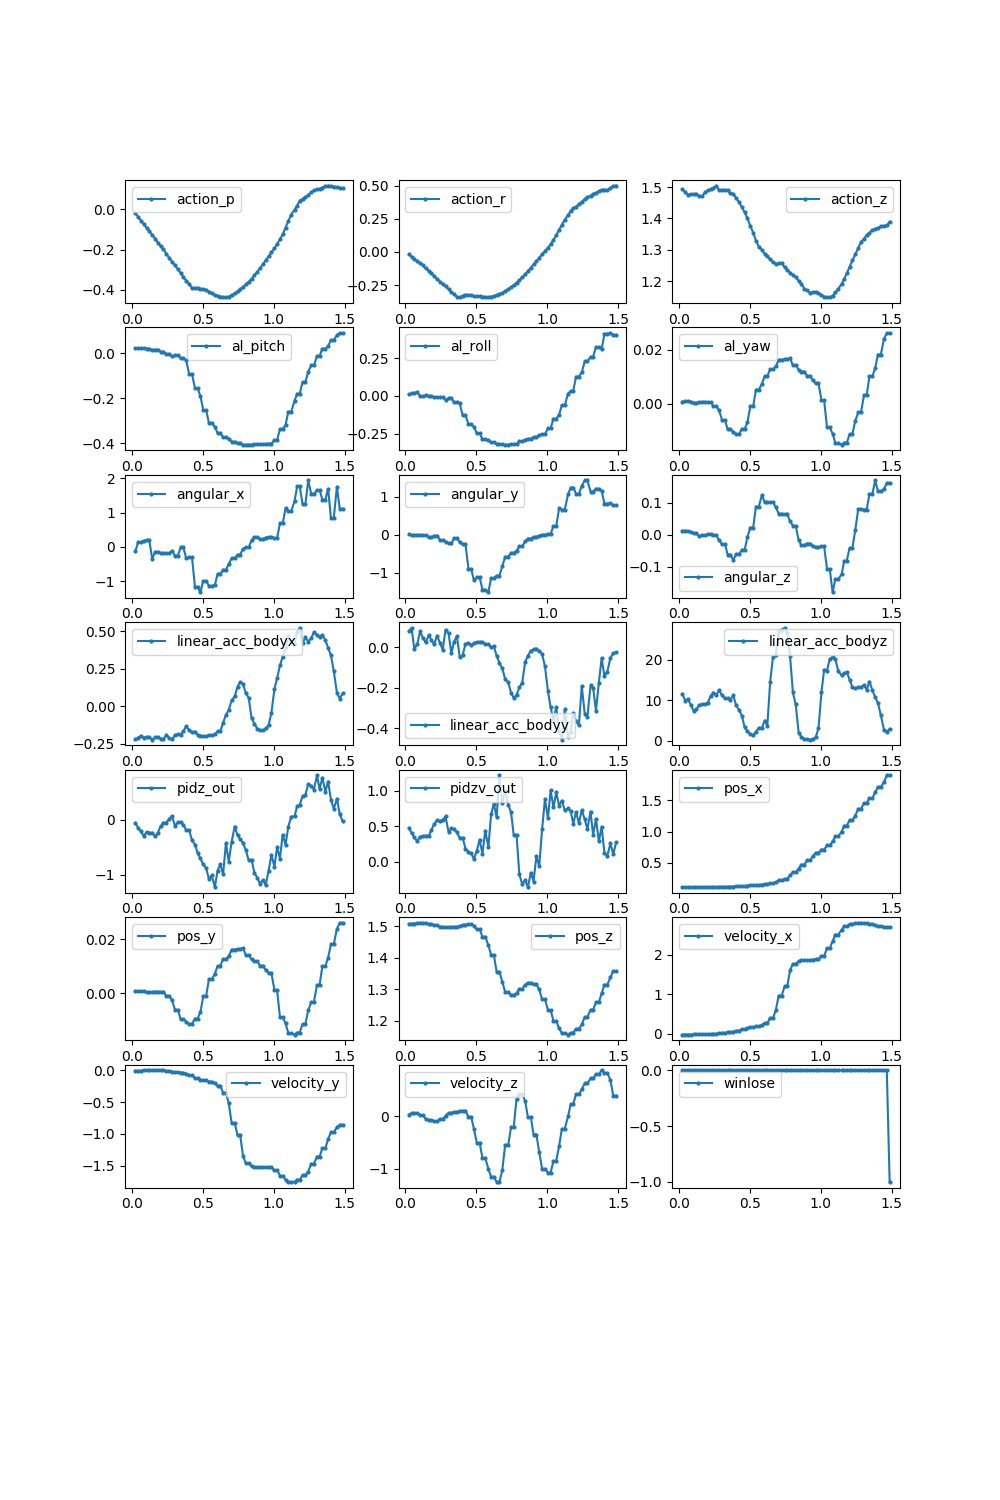 action_p
0.0
−0.2
−0.4
0.0 0.5 1.0 1.5
action_r
0.50
0.25
0.00
−0.25
0.0 0.5 1.0 1.5
action_z
1.5
1.4
1.3
1.2
0.0 0.5 1.0 1.5
al_pitch
0.0
−0.2
−0.4
0.0 0.5 1.0 1.5
al_roll
0.25
0.00
−0.25
0.0 0.5 1.0 1.5
al_yaw
0.02
0.00
0.0 0.5 1.0 1.5
angular_x
2
1
0
−1
0.0 0.5 1.0 1.5
angular_y
1
0
−1
0.0 0.5 1.0 1.5
angular_z
0.1
0.0
−0.1
0.0 0.5 1.0 1.5
linear_acc_bodyx
0.50
0.25
0.00
−0.25
0.0 0.5 1.0 1.5
linear_acc_bodyy
0.0
−0.2
−0.4
0.0 0.5 1.0 1.5
linear_acc_bodyz
20
10
0
0.0 0.5 1.0 1.5
pidz_out
0
−1
0.0 0.5 1.0 1.5
pidzv_out
1.0
0.5
0.0
0.0 0.5 1.0 1.5
pos_x
1.5
1.0
0.5
0.0 0.5 1.0 1.5
pos_y
0.02
0.00
0.0 0.5 1.0 1.5
pos_z
1.5
1.4
1.3
1.2
0.0 0.5 1.0 1.5
velocity_x
2
1
0
0.0 0.5 1.0 1.5
velocity_y
0.0
−0.5
−1.0
−1.5
0.0 0.5 1.0 1.5
velocity_z
0
−1
0.0 0.5 1.0 1.5
winlose
0.0
−0.5
−1.0
0.0 0.5 1.0 1.5